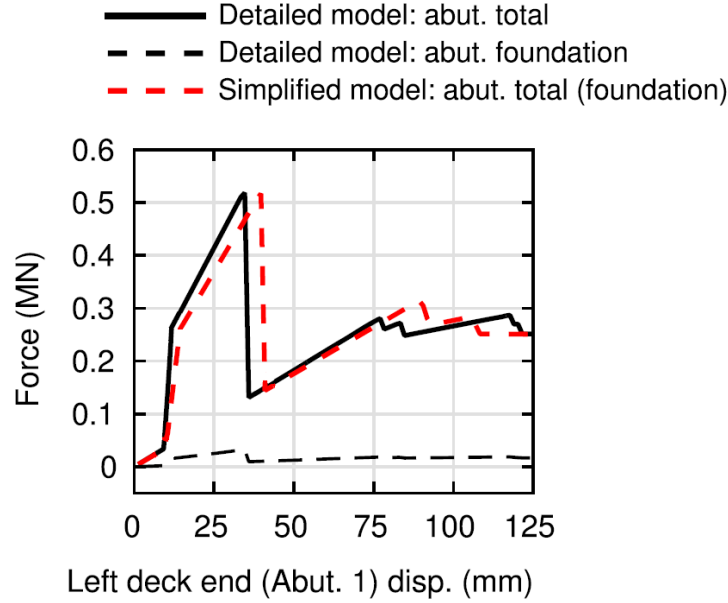 Detailed model: abut. total
Detailed model: abut. foundation
Simplified model: abut. total (foundation)
0.6
0.5
0.4
0.3
0.2
0.1
0
Force (MN)
0 25 50 75 100 125
Left deck end (Abut. 1) disp. (mm)